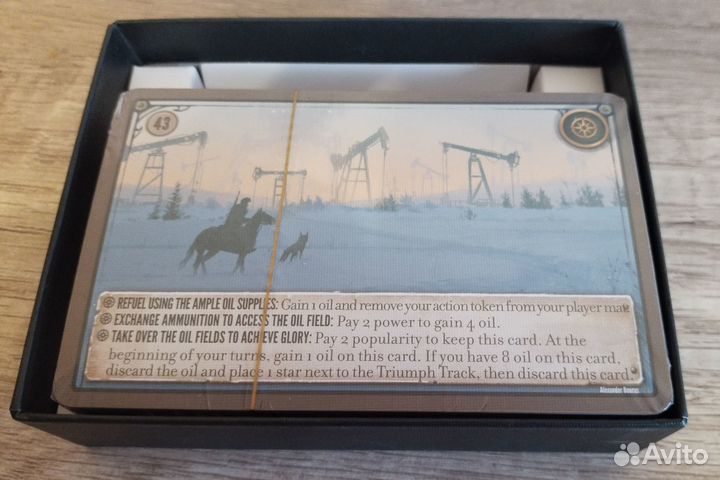 43
REFUEL USING THE AMPLE OIL SUPPLIES: Gain 1 oil and remove your action token from your player mat
EXCHANGE AMMUNITION TO ACCESS THE OIL FIELD: Pay 2 power to gain 4 oil.
TAKE OVER THE OIL FIELDS TO ACHIEVE GLORY: Pay 2 popularity to keep this card. At the
beginning of your turns, gain 1 oil on this card. If you have 8 oil on this card,
discard the oil and place 1 star next to the Triumph Track, then discard this card.
Avito